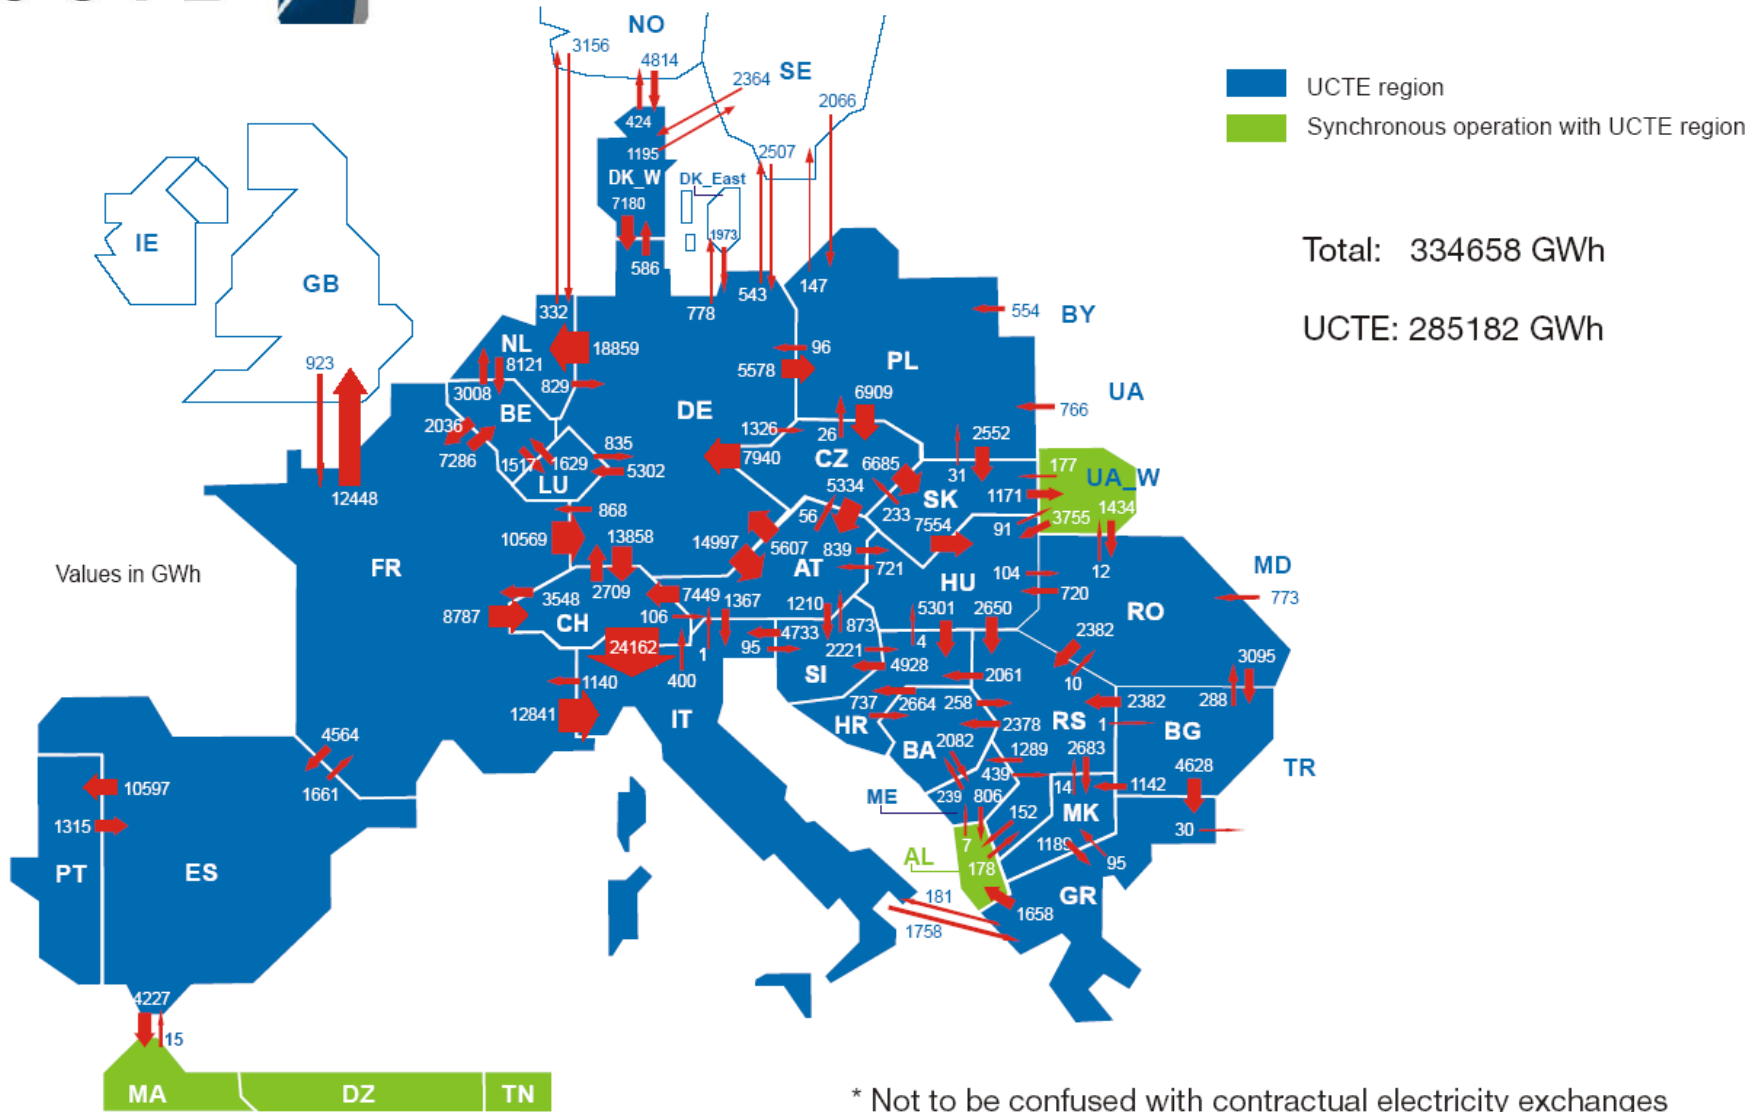 NO
3156
4814
SE
2364
2066
UCTE region
424
Synchronous operation with UCTE region
1195
2507
DK_W
DK_East
7180
IE
1973
Total: 334658 GWh
586
GB
543
147
778
332
554
BY
UCTE: 285182 GWh
NL
18859
96
PL
923
8121
5578
829
3008
6909
UA
BE
DE
766
2036
1326
26
2552
835
7286
1517
1629
5302
7940
CZ
6685
31
177
UA_W
LU
5334
SK
12448
868
56
233
1171
1434
3755
10569
13858
14997
5607
839
7554
91
Values in GWh
FR
AT
721
HU
104
12
MD
2709
720
773
3548
7449
1367
1210
5301
2650
RO
8787
CH
106
873
4
2382
24162
1
95
4733
2221
4928
3095
1140
400
SI
2061
10
12841
IT
737
2664
258
2382
288
HR
2378
RS
1
BG
4564
BA
2082
1289
2683
TR
10597
439
4628
1661
ME
239
806
14
1142
1315
152
MK
30
7
1189
AL
178
95
PT
ES
181
GR
1658
1758
4227
15
MA
DZ
TN
* Not to be confused with contractual electricity exchanges